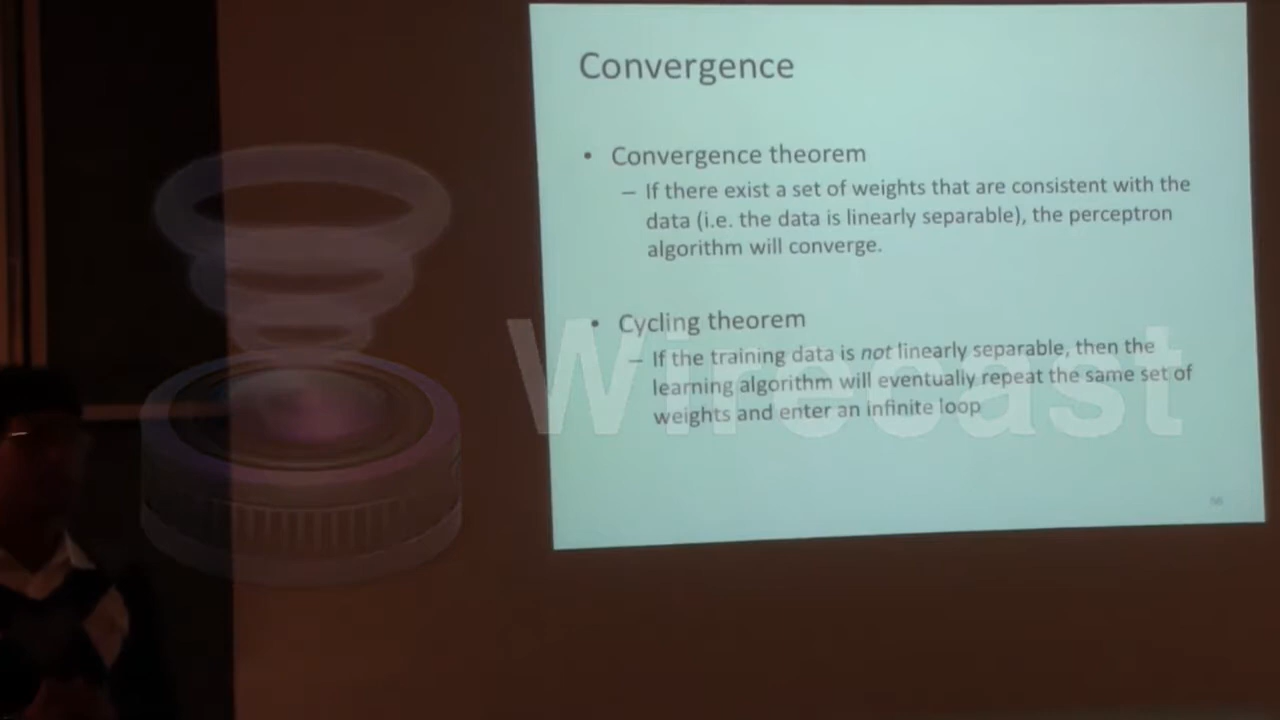 Convergence
• Convergence theorem
– If there exist a set of weights that are consistent with the
data (i.e. the data is linearly separable), the perceptron
algorithm will converge.
• Cycling theorem
– If the training data is not linearly separable, then the
learning algorithm will eventually repeat the same set of
weights and enter an infinite loop
Wirecast